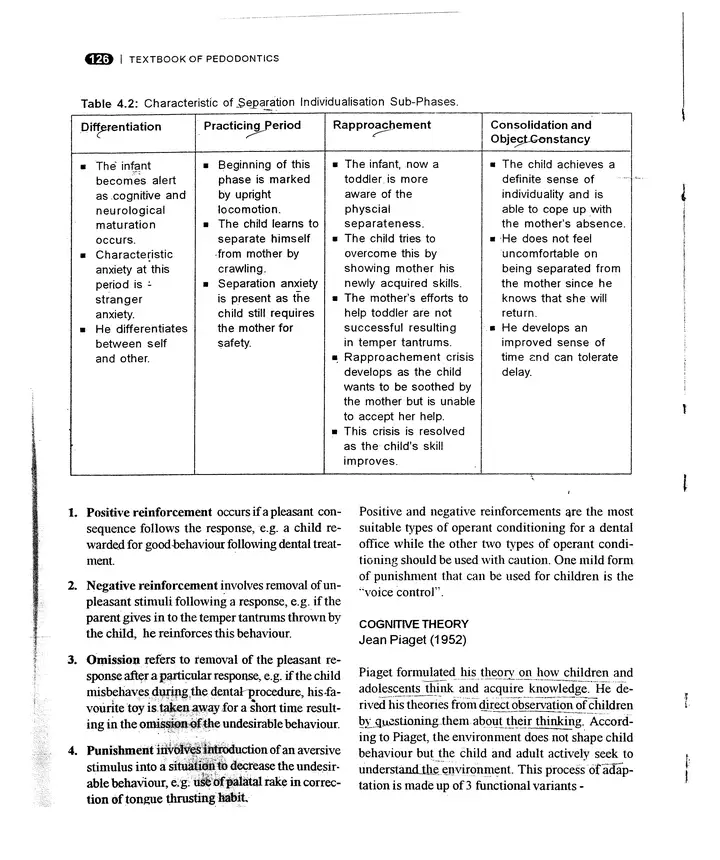 126 | TEXTBOOK OF PEDODONTICS
Table 4.2: Characteristic of Separation Individualisation Sub-Phases.
Differentiation
■ The infant
becomes alert
as cognitive and
neurological
maturation
occurs.
■ Characteristic
anxiety at this
period is -
stranger
anxiety.
■ He differentiates
between self
and other.
Practicing Period
■ Beginning of this
phase is marked
by upright
locomotion.
■ The child learns to
separate himself
from mother by
crawling.
■ Separation anxiety
is present as the
child still requires
the mother for
safety.
Rapproachement
■ The infant, now a
toddler is more
aware of the
physcial
separateness.
■ The child tries to
overcome this by
showing mother his
newly acquired skills.
■ The mother's efforts to
help toddler are not
successful resulting
in temper tantrums.
■ Rapproachement crisis
develops as the child
wants to be soothed by
the mother but is unable
to accept her help.
■ This crisis is resolved
as the child's skill
improves.
Consolidation and
Object Constancy
■ The child achieves a
definite sense of
individuality and is
able to cope up with
the mother's absence.
■ He does not feel
uncomfortable on
being separated from
the mother since he
knows that she will
return.
■ He develops an
improved sense of
time and can tolerate
delay.
1. Positive reinforcement occurs if a pleasant con-
sequence follows the response, e.g. a child re-
warded for good behaviour following dental treat-
ment.
2. Negative reinforcement involves removal of un-
pleasant stimuli following a response, e.g. if the
parent gives in to the temper tantrums thrown by
the child, he reinforces this behaviour.
3. Omission refers to removal of the pleasant re-
sponse after a particular response, e.g. if the child
misbehaves during the dental procedure, his fa-
vourite toy is taken away for a short time result-
ing in the omission of the undesirable behaviour.
4. Punishment involves introduction of an aversive
stimulus into a situation to decrease the undesir-
able behaviour, e.g. use of palatal rake in correc-
tion of tongue thrusting habit.
Positive and negative reinforcements are the most
suitable types of operant conditioning for a dental
office while the other two types of operant condi-
tioning should be used with caution. One mild form
of punishment that can be used for children is the
"voice control".
COGNITIVE THEORY
Jean Piaget (1952)
Piaget formulated his theory on how children and
adolescents think and acquire knowledge. He de-
rived his theories from direct observation of children
by questioning them about their thinking. Accord-
ing to Piaget, the environment does not shape child
behaviour but the child and adult actively seek to
understand the environment. This process of adap-
tation is made up of 3 functional variants -